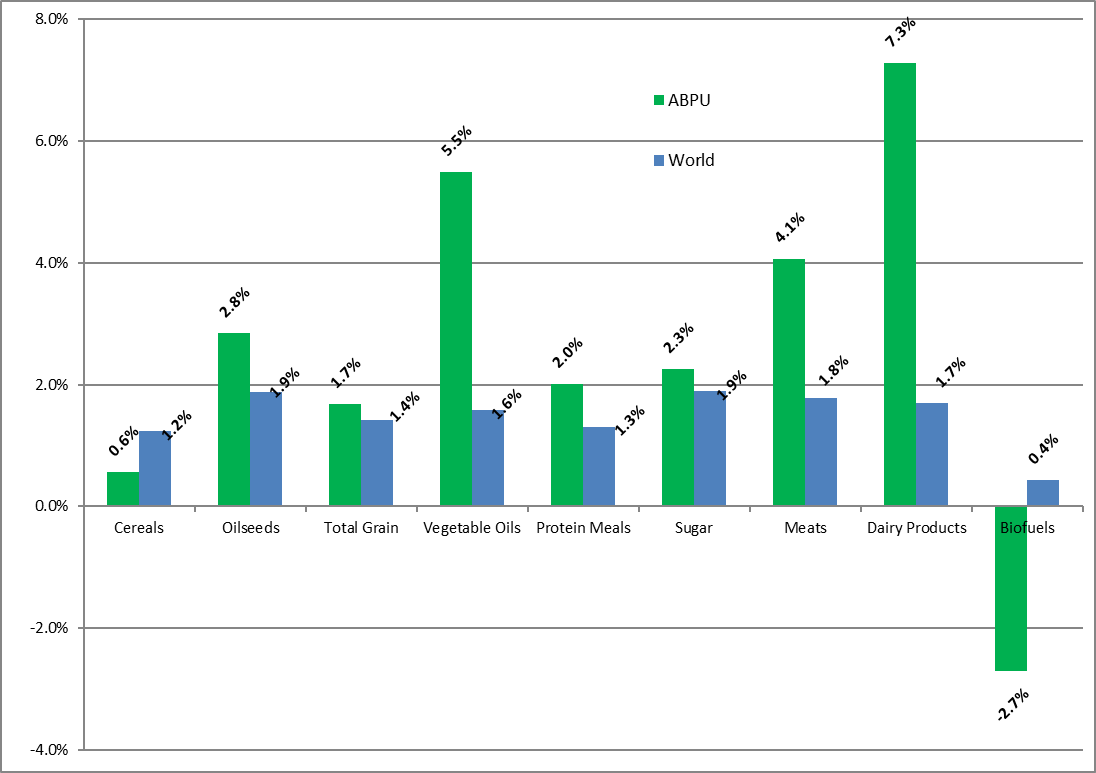 8.0%
6.0%
4.0%
2.0%
0.0%
-2.0%
-4.0%
ABPU
World
0.6%
1.2%
2.8%
1.9%
1.7%
1.4%
5.5%
1.6%
2.0%
1.3%
2.3%
1.9%
4.1%
1.8%
7.3%
1.7%
-2.7%
0.4%
Cereals
Oilseeds
Total Grain
Vegetable Oils
Protein Meals
Sugar
Meats
Dairy Products
Biofuels